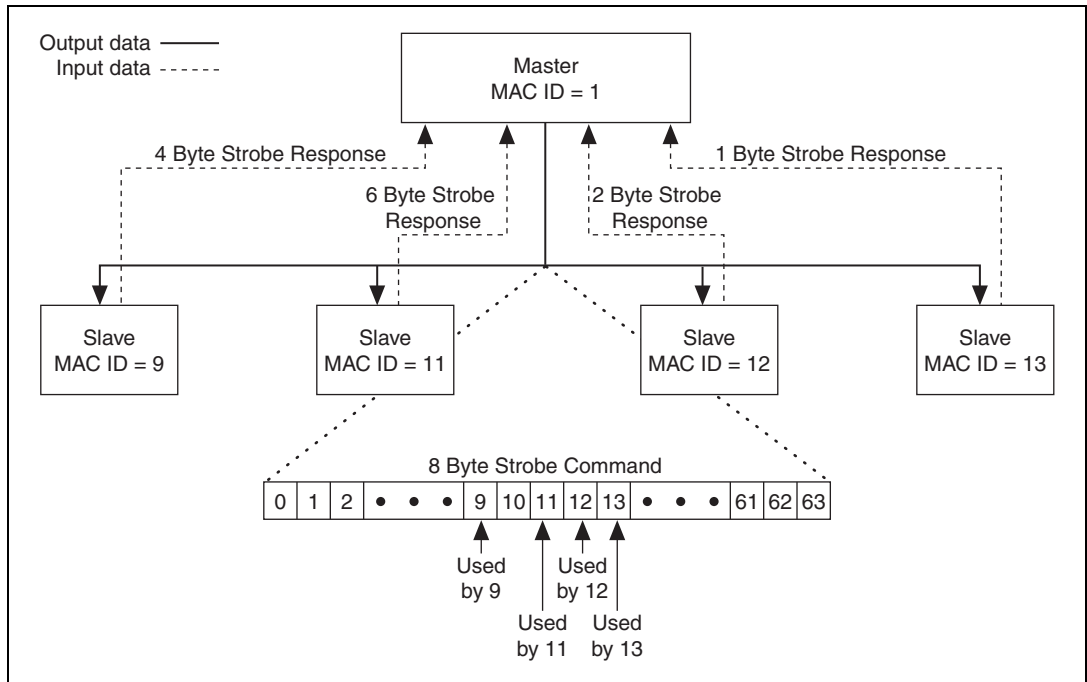 Output data
Input data
Master
MAC ID = 1
4 Byte Strobe Response
1 Byte Strobe Response
6 Byte Strobe
Response
2 Byte Strobe
Response
Slave
MAC ID = 9
Slave
MAC ID = 11
Slave
MAC ID = 12
Slave
MAC ID = 13
8 Byte Strobe Command
0 1 2 • • • 9 10 11 12 13 • • • 61 62 63
Used
by 9
Used
by 12
Used
by 11
Used
by 13